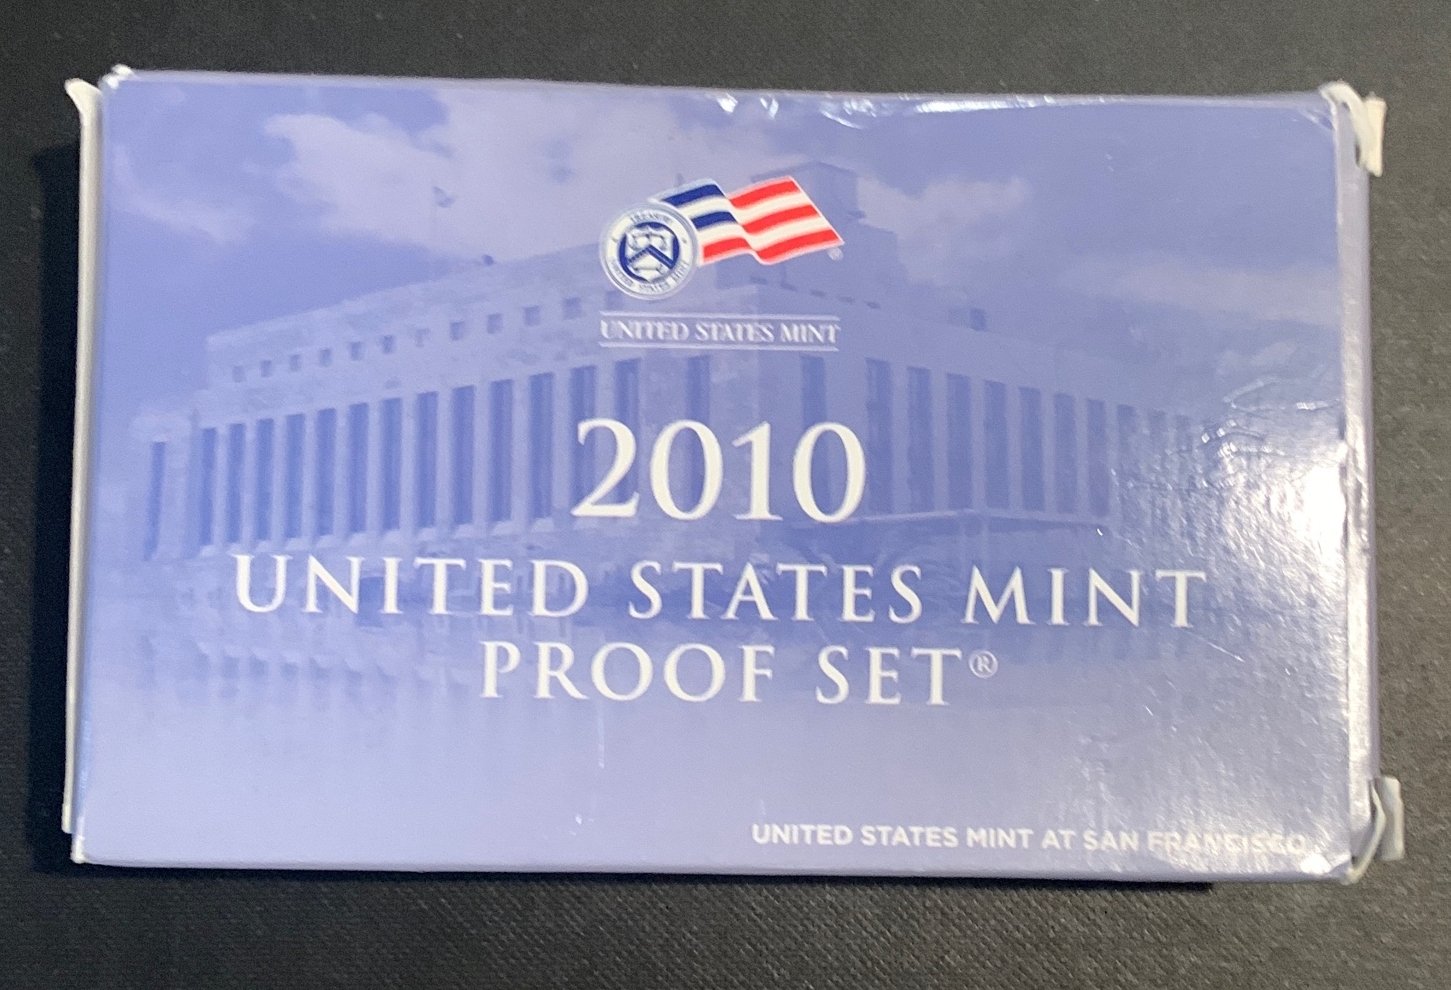 UNITED STATES MINT
2010
UNITED STATES MINT
PROOF SET®
UNITED STATES MINT AT SAN FRANCISCO